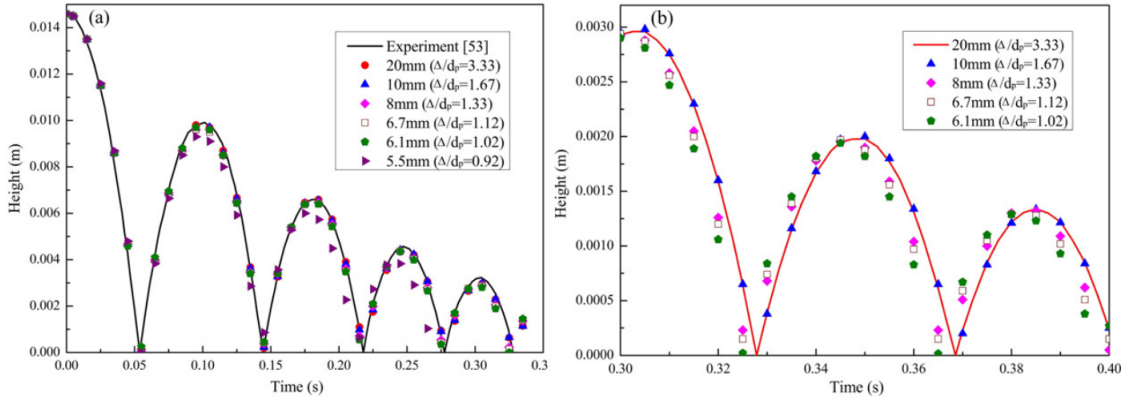 (a)
Experiment [53]
20mm (Δ/dp=3.33)
10mm (Δ/dp=1.67)
8mm (Δ/dp=1.33)
6.7mm (Δ/dp=1.12)
6.1mm (Δ/dp=1.02)
5.5mm (Δ/dp=0.92)
Height (m)
0.014
0.012
0.010
0.008
0.006
0.004
0.002
0.000
0.00 0.05 0.10 0.15 0.20 0.25 0.30 0.3
Time (s)
(b)
20mm (Δ/dp=3.33)
10mm (Δ/dp=1.67)
8mm (Δ/dp=1.33)
6.7mm (Δ/dp=1.12)
6.1mm (Δ/dp=1.02)
Height (m)
0.0030
0.0025
0.0020
0.0015
0.0010
0.0005
0.0000
0.30 0.32 0.34 0.36 0.38 0.40
Time (s)